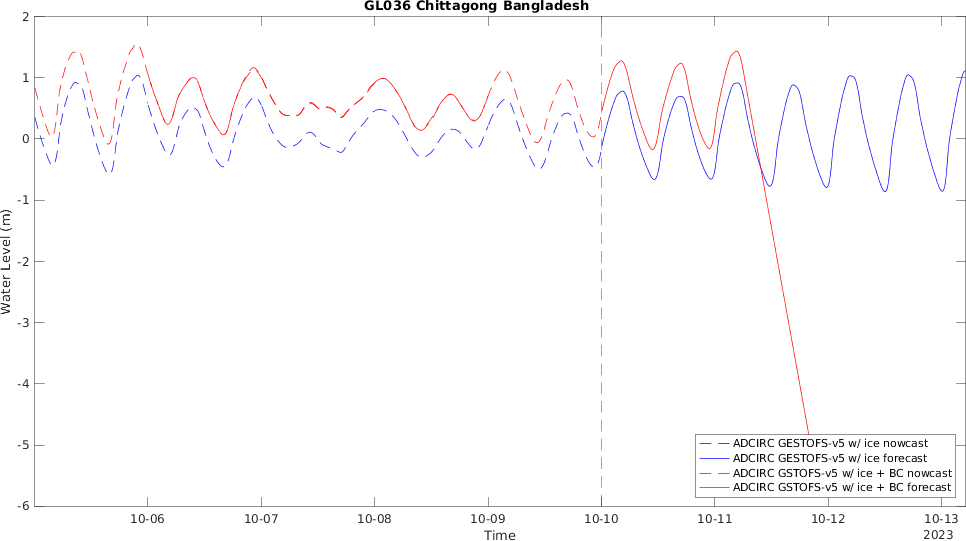 GL036 Chittagong Bangladesh
Water Level (m)
2
1
0
-1
-2
-3
-4
-5
-6
ADCIRC GESTOFS-v5 w/ ice nowcast
ADCIRC GESTOFS-v5 w/ ice forecast
ADCIRC GSTOFS-v5 w/ ice + BC nowcast
ADCIRC GSTOFS-v5 w/ ice + BC forecast
10-06 10-07 10-08 10-09 10-10 10-11 10-12 10-13
Time
2023